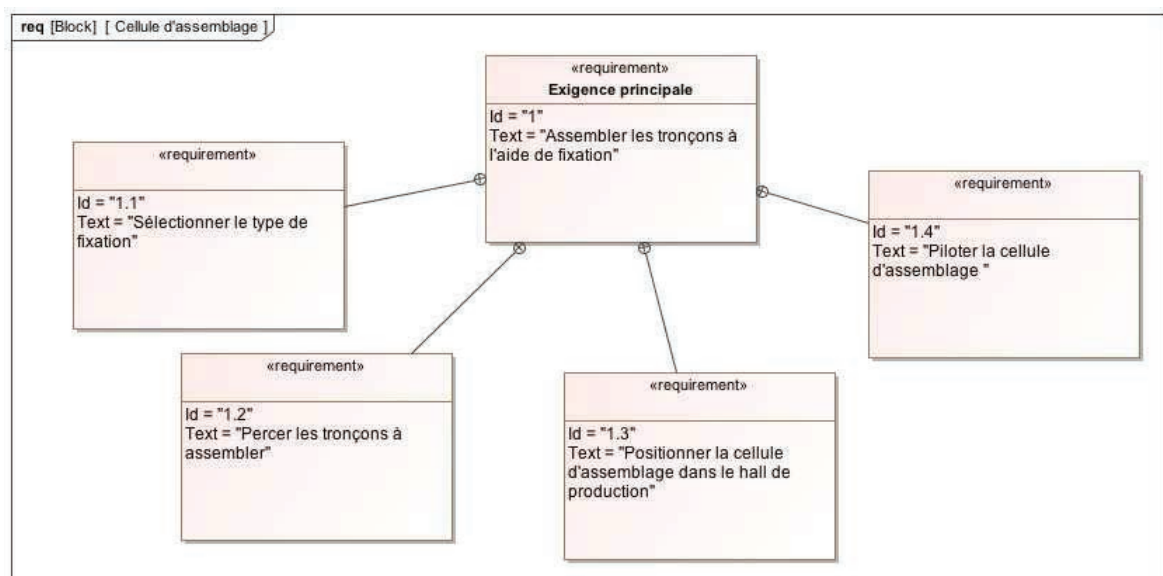 req [Block] [ Cellule d'assemblage ]
«requirement»
Exigence principale
Id = "1"
Text = "Assembler les tronçons à
l'aide de fixation"
«requirement»
Id = "1.1"
Text = "Sélectionner le type de
fixation"
«requirement»
Id = "1.4"
Text = "Piloter la cellule
d'assemblage "
«requirement»
Id = "1.2"
Text = "Percer les tronçons à
assembler"
«requirement»
Id = "1.3"
Text = "Positionner la cellule
d'assemblage dans le hall de
production"